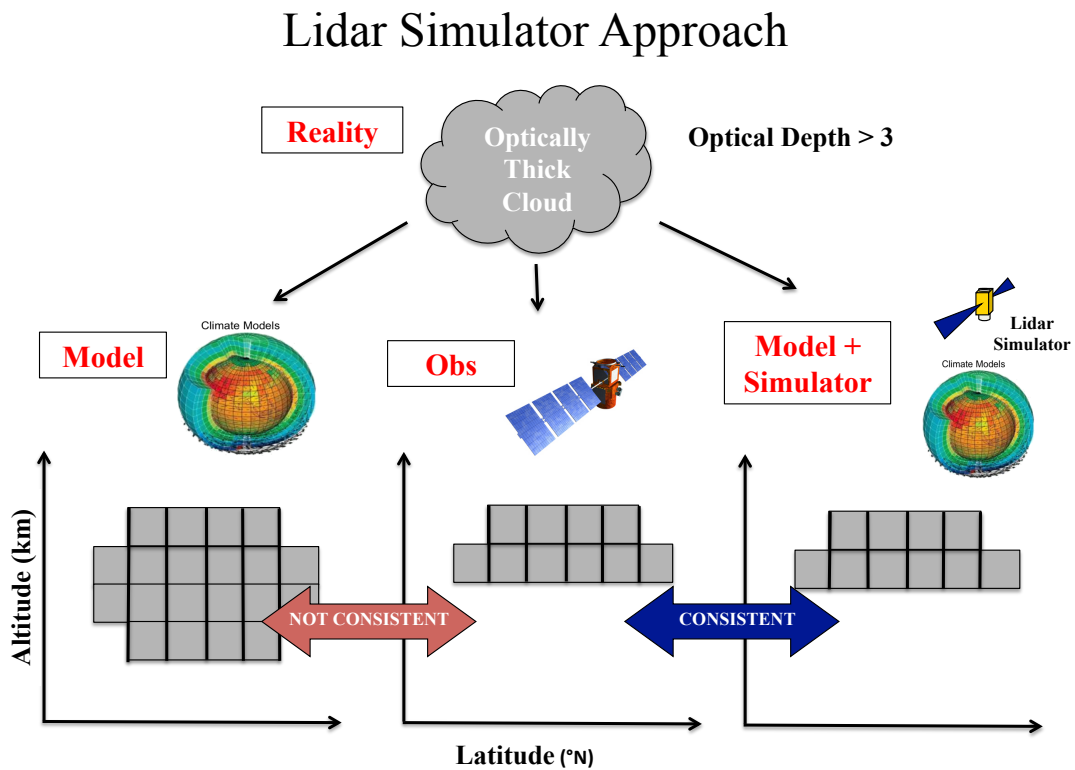 Lidar Simulator Approach
Reality
Optically
Thick
Cloud
Optical Depth > 3
Model
Climate Models
Obs
Model +
Simulator
Lidar
Simulator
Climate Models
Altitude (km)
NOT CONSISTENT
CONSISTENT
Latitude (°N)